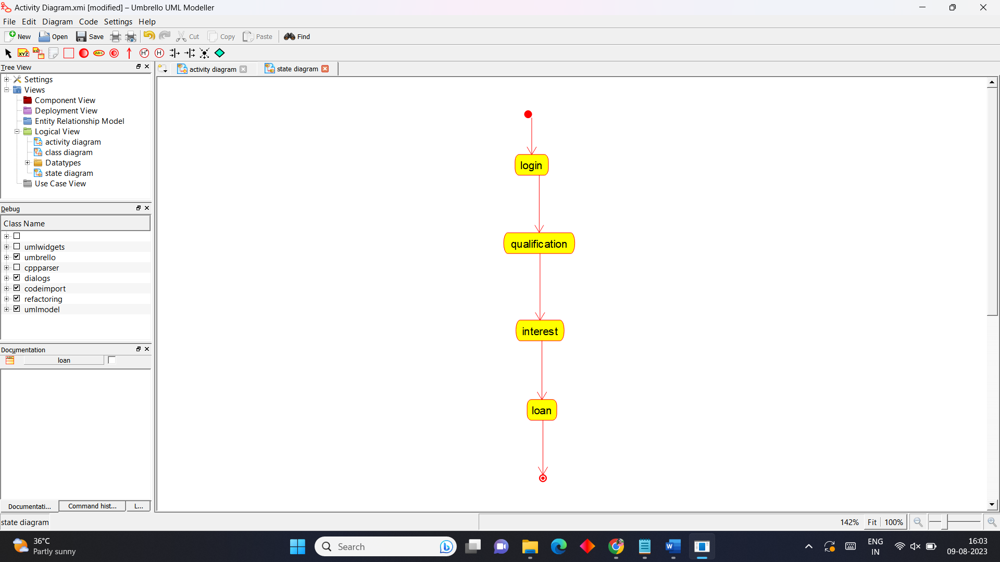 Activity Diagram.xmi [modified] – Umbrello UML Modeller
File Edit Diagram Code Settings Help
New Open Save Cut Copy Paste Find
XYZ XYZ ABC H* H
Tree View
activity diagram state diagram
Settings
Views
Component View
Deployment View
Entity Relationship Model
Logical View
activity diagram
class diagram
Datatypes
state diagram
Use Case View
Debug
Class Name
umlwidgets
umbrello
cppparser
dialogs
codeimport
refactoring
umlmodel
Documentation
ABC loan
Documentati... Command hist... L...
login
qualification
interest
loan
state diagram
142% Fit 100%
36°C
Partly sunny
Search
W
ENG
IN
16:03
09-08-2023